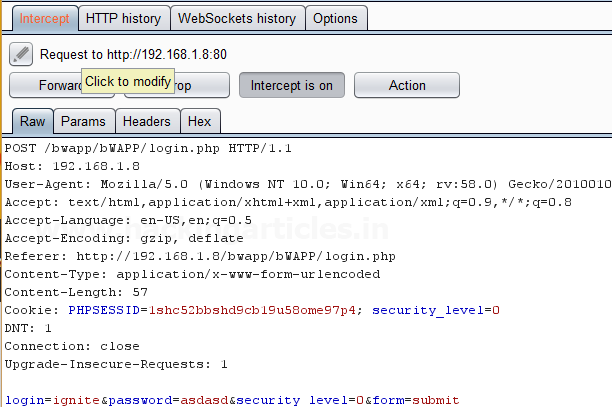 Intercept HTTP history WebSockets history Options
Request to http://192.168.1.8:80
Forward Click to modify rop Intercept is on Action
Raw Params Headers Hex
POST /bwapp/bWAPP/login.php HTTP/1.1
Host: 192.168.1.8
User-Agent: Mozilla/5.0 (Windows NT 10.0; Win64; x64; rv:58.0) Gecko/2010010
Accept: text/html,application/xhtml+xml,application/xml;q=0.9,*/*;q=0.8
Accept-Language: en-US,en;q=0.5
Accept-Encoding: gzip, deflate
Referer: http://192.168.1.8/bwapp/bWAPP/login.php
Content-Type: application/x-www-form-urlencoded
Content-Length: 57
Cookie: PHPSESSID=1shc52bbshd9cb19u58ome97p4; security_level=0
DNT: 1
Connection: close
Upgrade-Insecure-Requests: 1
login=ignite&password=asdasd&security_level=0&form=submit